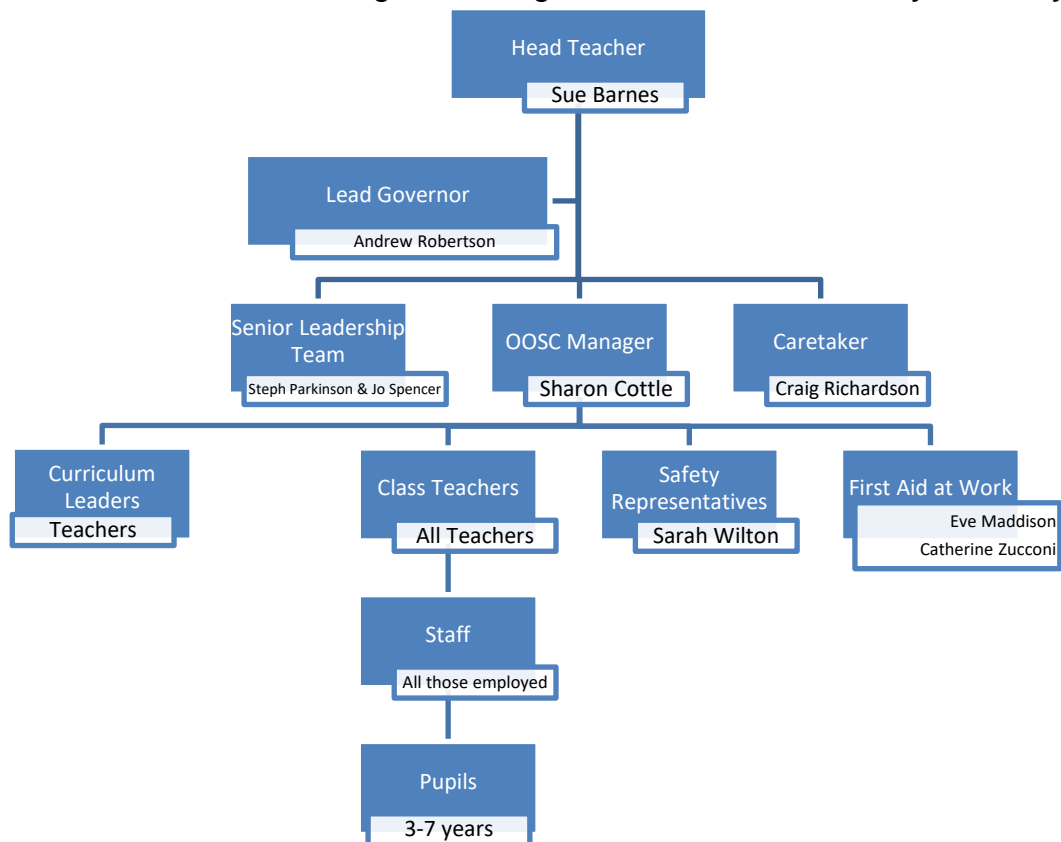 Head Teacher
Sue Barnes
Lead Governor
Andrew Robertson
Senior Leadership
Team
Steph Parkinson & Jo Spencer
OOSC Manager
Sharon Cottle
Caretaker
Craig Richardson
Curriculum
Leaders
Teachers
Class Teachers
All Teachers
Safety
Representatives
Sarah Wilton
First Aid at Work
Eve Maddison
Catherine Zucconi
Staff
All those employed
Pupils
3-7 years